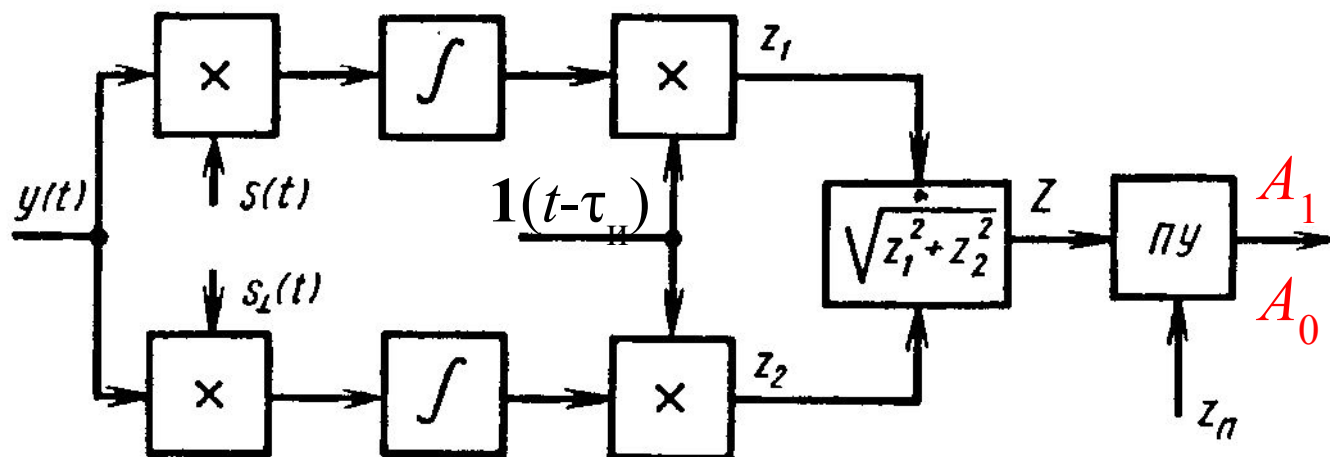 × ∫ × z₁
y(t) s(t) 1(t-τи) √z₁²+z₂² Z ПУ A₁
s⊥(t) A₀
× ∫ × z₂ zп